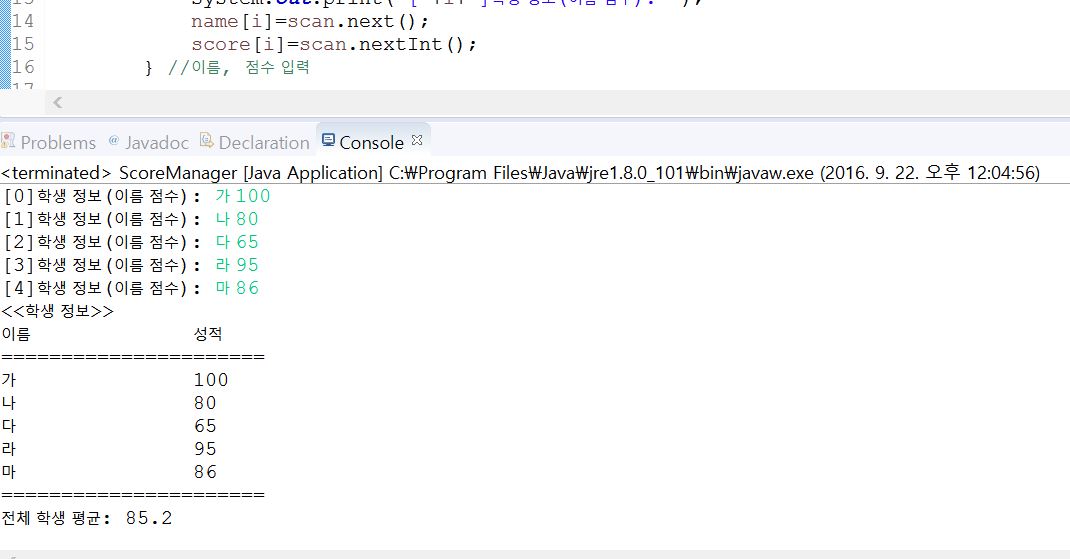 System.out.print("["+i+"]학생 정보(이름 점수): ");
14 name[i]=scan.next();
15 score[i]=scan.nextInt();
16 } //이름, 점수 입력
Problems @ Javadoc Declaration Console
<terminated> ScoreManager [Java Application] C:₩Program Files₩Java₩jre1.8.0_101₩bin₩javaw.exe (2016. 9. 22. 오후 12:04:56)
[0]학생 정보(이름 점수): 가 100
[1]학생 정보(이름 점수): 나 80
[2]학생 정보(이름 점수): 다 65
[3]학생 정보(이름 점수): 라 95
[4]학생 정보(이름 점수): 마 86
<<학생 정보>>
이름 성적
======================
가 100
나 80
다 65
라 95
마 86
======================
전체 학생 평균: 85.2